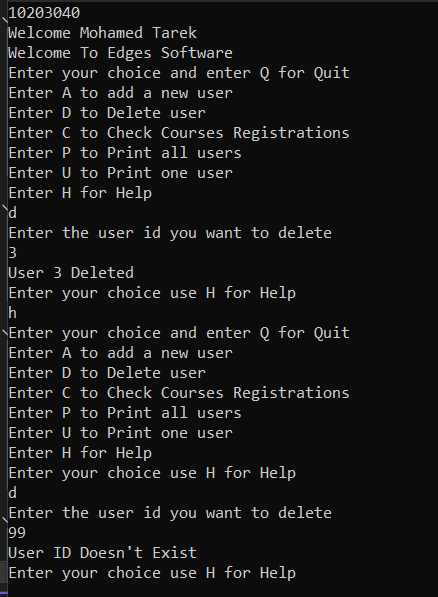 10203040
Welcome Mohamed Tarek
Welcome To Edges Software
Enter your choice and enter Q for Quit
Enter A to add a new user
Enter D to Delete user
Enter C to Check Courses Registrations
Enter P to Print all users
Enter U to Print one user
Enter H for Help
d
Enter the user id you want to delete
3
User 3 Deleted
Enter your choice use H for Help
h
Enter your choice and enter Q for Quit
Enter A to add a new user
Enter D to Delete user
Enter C to Check Courses Registrations
Enter P to Print all users
Enter U to Print one user
Enter H for Help
Enter your choice use H for Help
d
Enter the user id you want to delete
99
User ID Doesn't Exist
Enter your choice use H for Help